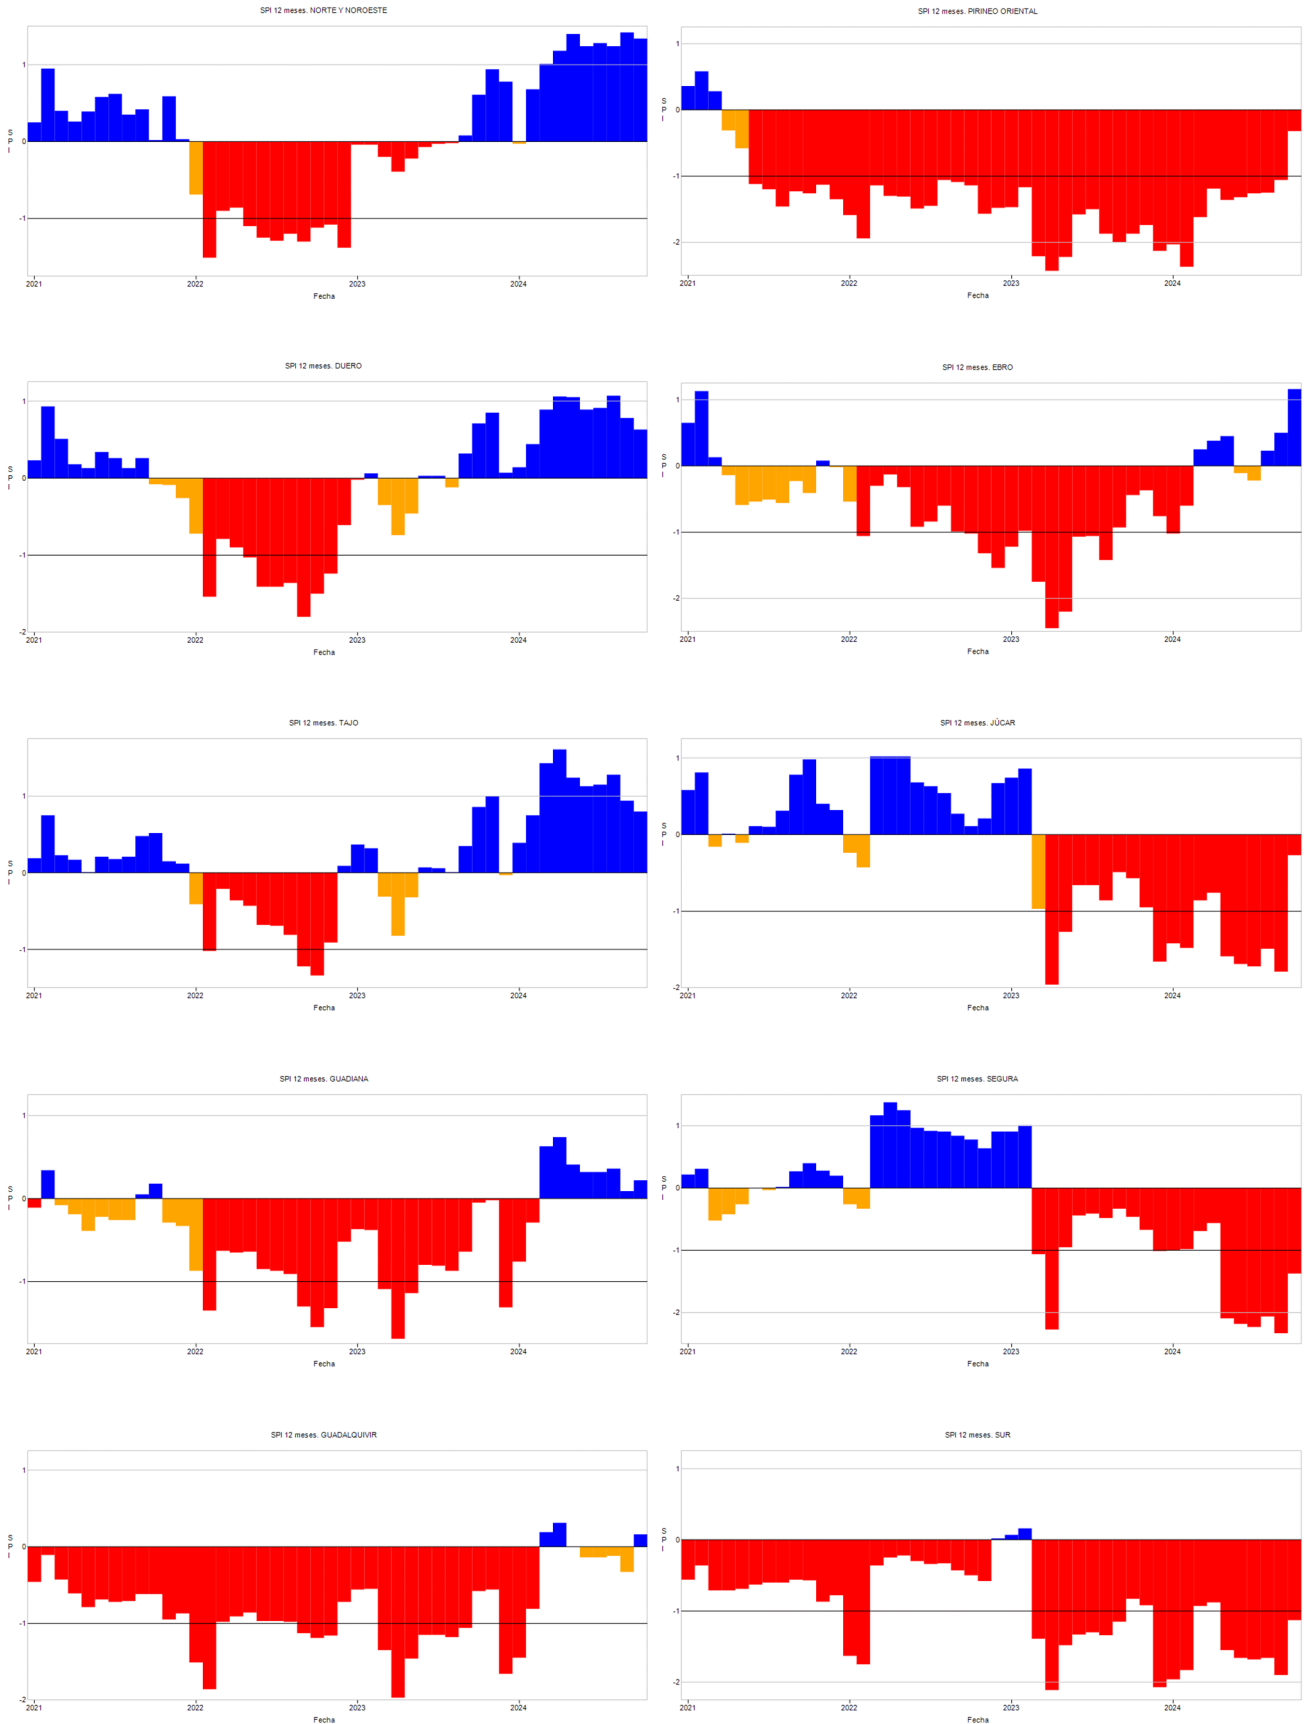 SPI 12 meses. NORTE Y NOROESTE
1
0
-1
S
P
I
2021 2022 2023 2024
Fecha
SPI 12 meses. PIRINEO ORIENTAL
1
0
-1
-2
S
P
I
2021 2022 2023 2024
Fecha
SPI 12 meses. DUERO
1
0
-1
-2
S
P
I
2021 2022 2023 2024
Fecha
SPI 12 meses. EBRO
1
0
-1
-2
S
P
I
2021 2022 2023 2024
Fecha
SPI 12 meses. TAJO
1
0
-1
S
P
I
2021 2022 2023 2024
Fecha
SPI 12 meses. JÚCAR
1
0
-1
-2
S
P
I
2021 2022 2023 2024
Fecha
SPI 12 meses. GUADIANA
1
0
-1
S
P
I
2021 2022 2023 2024
Fecha
SPI 12 meses. SEGURA
1
0
-1
-2
S
P
I
2021 2022 2023 2024
Fecha
SPI 12 meses. GUADALQUIVIR
1
0
-1
-2
S
P
I
2021 2022 2023 2024
Fecha
SPI 12 meses. SUR
1
0
-1
-2
S
P
I
2021 2022 2023 2024
Fecha